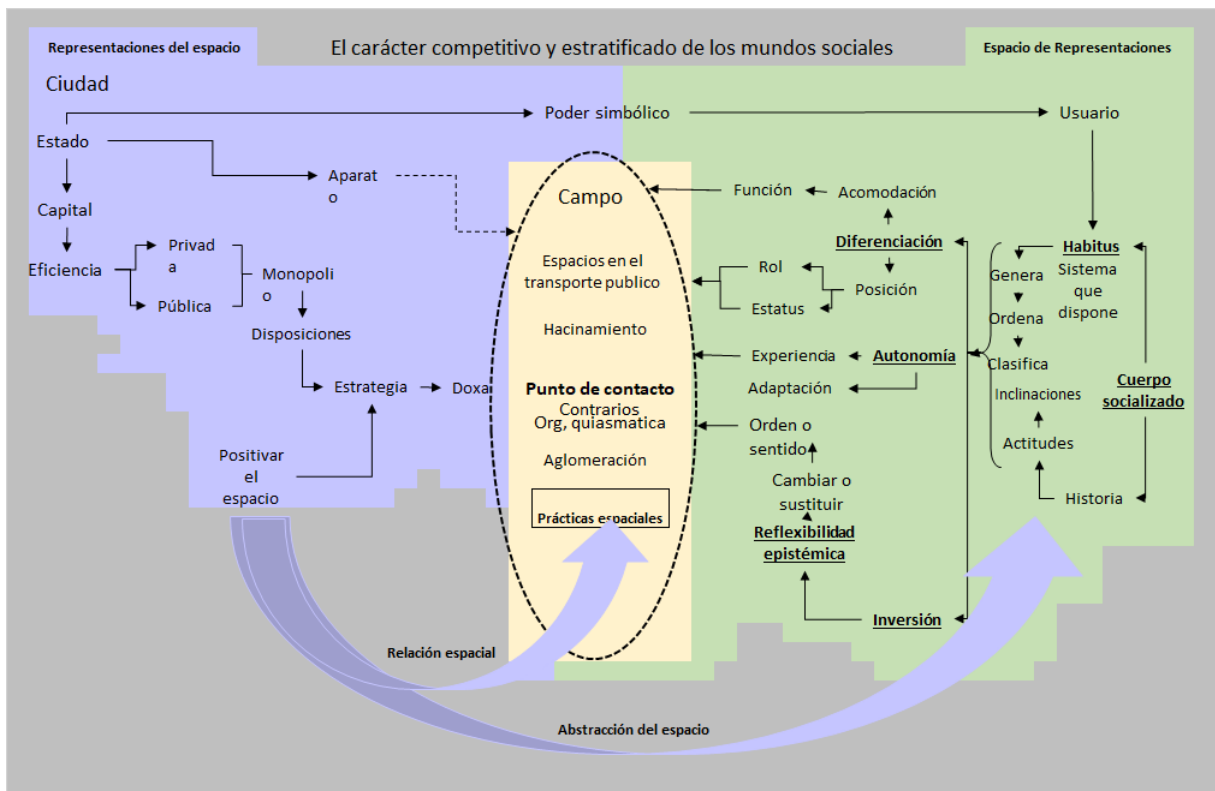 Representaciones del espacio
El carácter competitivo y estratificado de los mundos sociales
Espacio de Representaciones
Ciudad
Poder simbólico
Usuario
Estado
Aparat
o
Capital
Eficiencia
Privad
a
Pública
Monopoli
o
Disposiciones
Estrategia
Doxa
Positivar
el
espacio
Campo
Espacios en el
transporte publico
Hacinamiento
Punto de contacto
Contrarios
Org, quiasmatica
Aglomeración
Prácticas espaciales
Función
Acomodación
Diferenciación
Rol
Posición
Estatus
Experiencia
Autonomía
Adaptación
Orden o
sentido
Cambiar o
sustituir
Reflexibilidad
epistémica
Inversión
Habitus
Sistema
que
dispone
Genera
Ordena
Clasifica
Inclinaciones
Actitudes
Historia
Cuerpo
socializado
Relación espacial
Abstracción del espacio